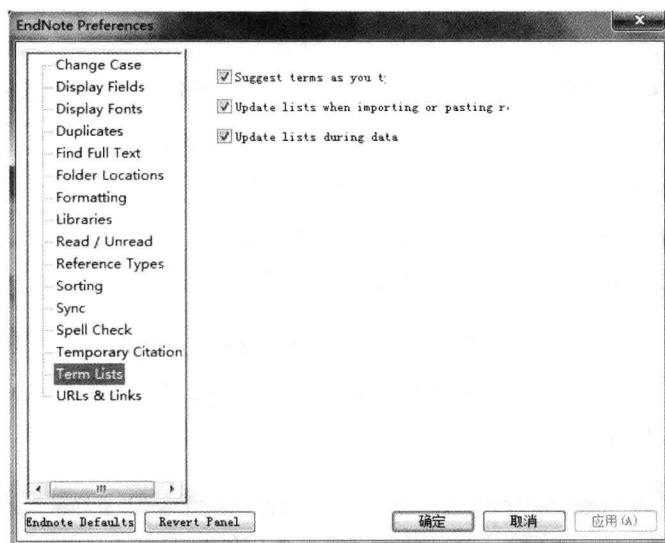 EndNote Preferences
Change Case
Display Fields
Display Fonts
Duplicates
Find Full Text
Folder Locations
Formatting
Libraries
Read / Unread
Reference Types
Sorting
Sync
Spell Check
Temporary Citation
Term Lists
URLs & Links
Suggest terms as you t
Update lists when importing or pasting r
Update lists during data
Endnote Defaults
Revert Panel
确定
取消
应用(A)